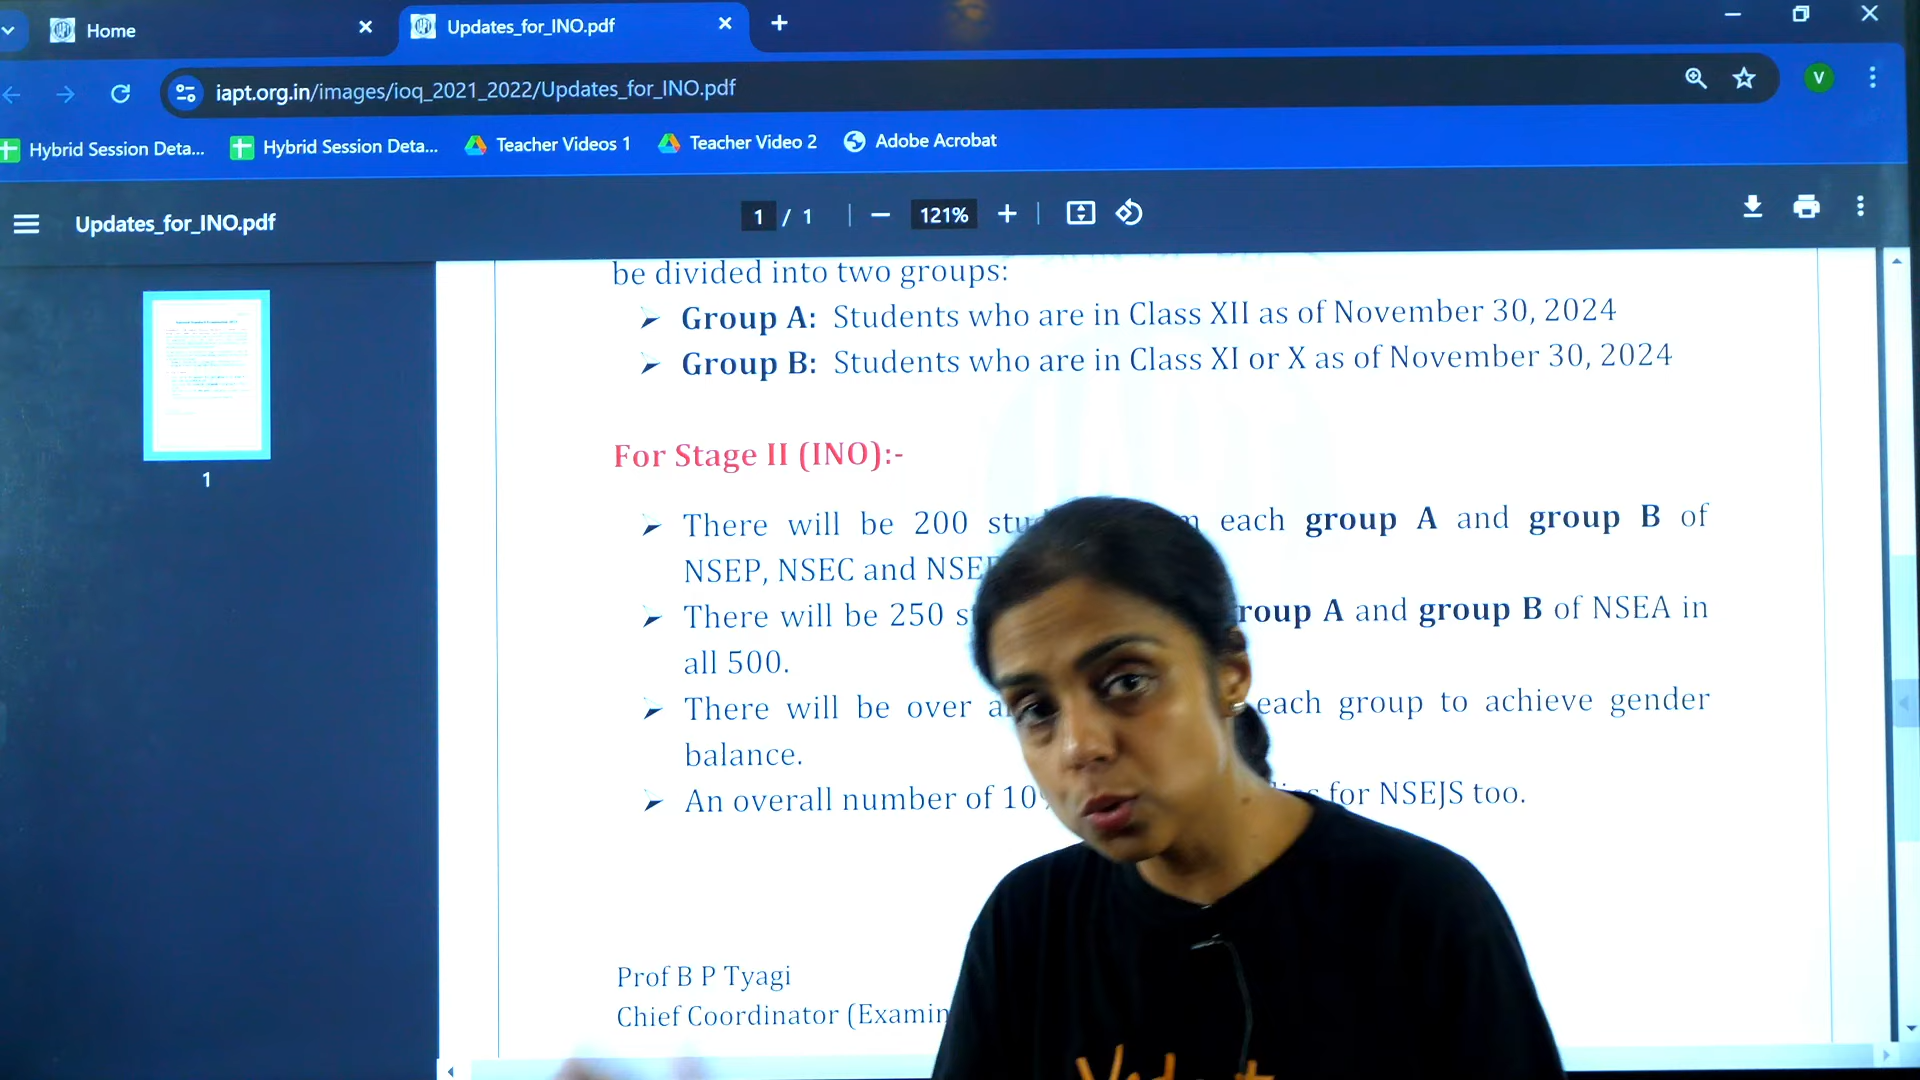 Home
Updates_for_INO.pdf
iapt.org.in/images/ioq_2021_2022/Updates_for_INO.pdf
V
Hybrid Session Deta...
Hybrid Session Deta...
Teacher Videos 1
Teacher Video 2
Adobe Acrobat
Updates_for_INO.pdf
1 / 1
121%
be divided into two groups:
Group A: Students who are in Class XII as of November 30, 2024
Group B: Students who are in Class XI or X as of November 30, 2024
1
For Stage II (INO):-
There will be 200 each group A and group B of
NSEP, NSEC and
There will be 250 group A and group B of NSEA in
all 500.
There will be over each group to achieve gender
balance.
An overall number of for NSEJS too.
Prof B P Tyagi
Chief Coordinator